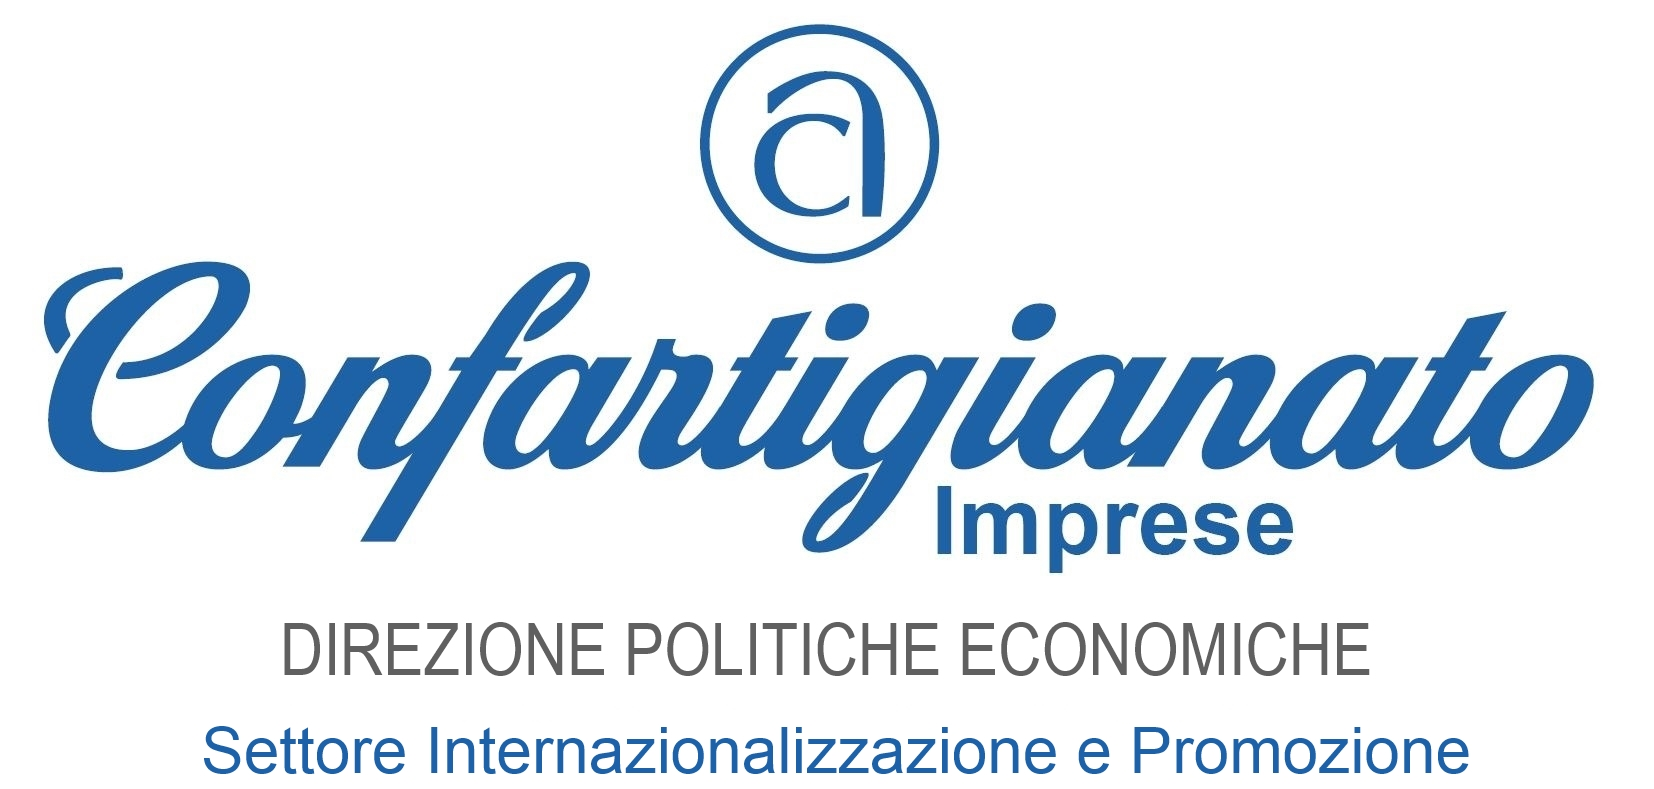 Confartigianato
Imprese
DIREZIONE POLITICHE ECONOMICHE
Settore Internazionalizzazione e Promozione